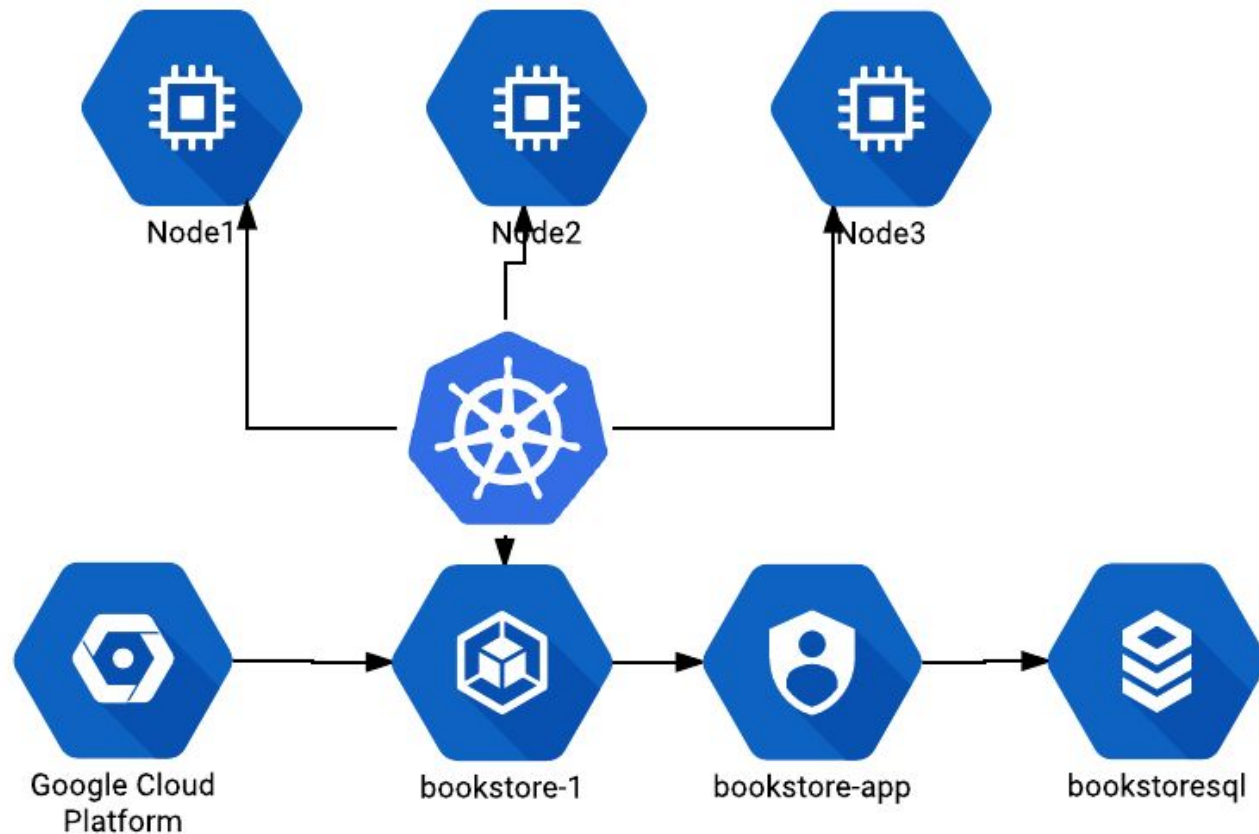 Node1
Node2
Node3
Google Cloud
Platform
bookstore-1
bookstore-app
bookstoresql